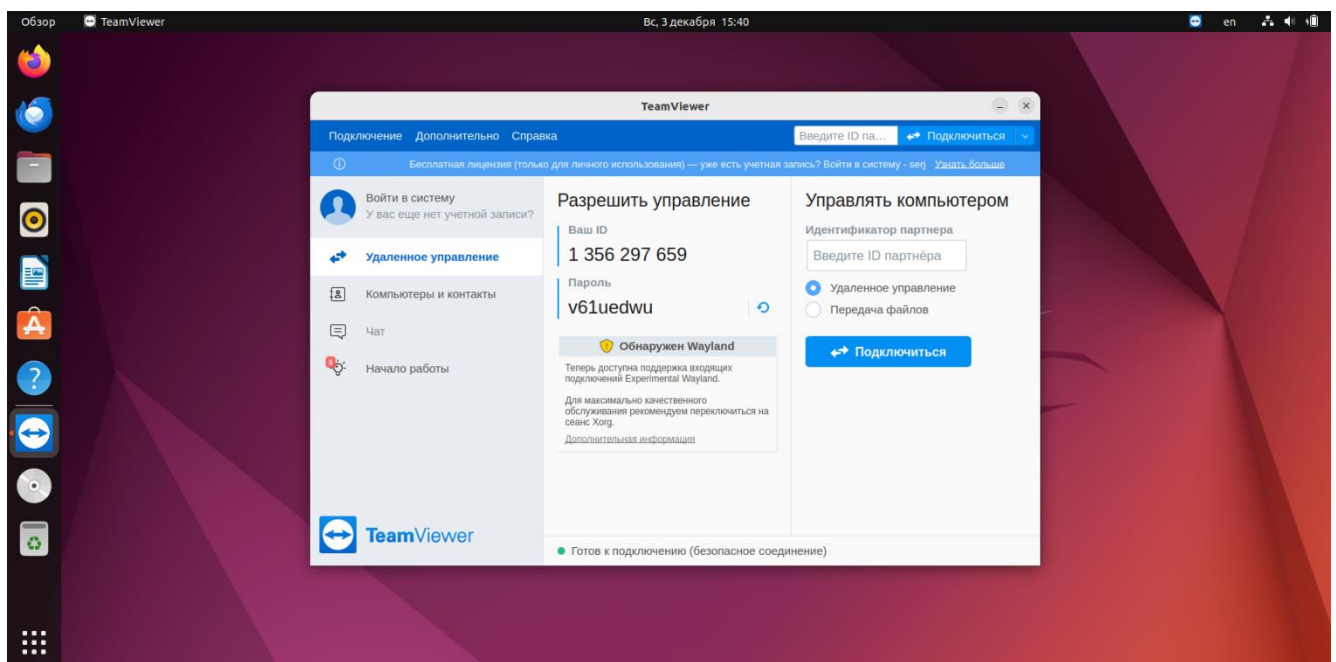 Обзор
TeamViewer
Вс, 3 декабря 15:40
en
TeamViewer
Подключение Дополнительно Справка
Введите ID па...
Подключиться
Бесплатная лицензия (только для личного использования) — уже есть учетная запись? Войти в систему - serj Узнать больше
Войти в систему
У вас еще нет учетной записи?
Удаленное управление
Компьютеры и контакты
Чат
3
Начало работы
TeamViewer
Разрешить управление
Ваш ID
1 356 297 659
Пароль
v61uedwu
Обнаружен Wayland
Теперь доступна поддержка входящих
подключений Experimental Wayland.
Для максимально качественного
обслуживания рекомендуем переключиться на
сеанс Xorg.
Дополнительная информация
Управлять компьютером
Идентификатор партнера
Введите ID партнёра
Удаленное управление
Передача файлов
Подключиться
Готов к подключению (безопасное соединение)